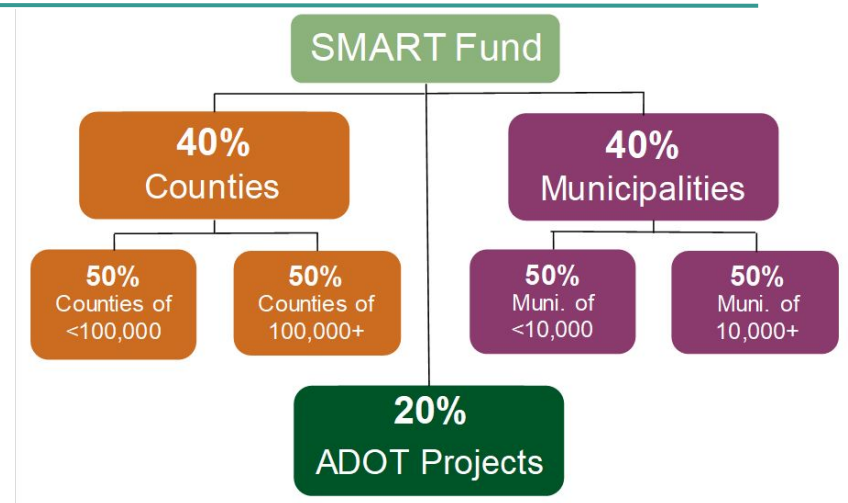 SMART Fund
40%
Counties
40%
Municipalities
50%
Counties of
<100,000
50%
Counties of
100,000+
50%
Muni. of
<10,000
50%
Muni. of
10,000+
20%
ADOT Projects